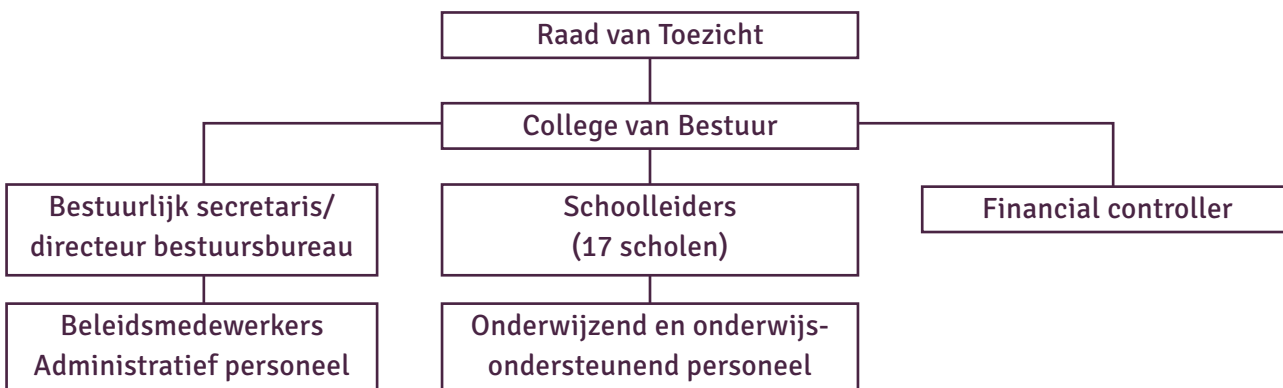 Raad van Toezicht
College van Bestuur
Bestuurlijk secretaris/
directeur bestuursbureau
Schoolleiders
(17 scholen)
Financial controller
Beleidsmedewerkers
Administratief personeel
Onderwijzend en onderwijs-
ondersteunend personeel